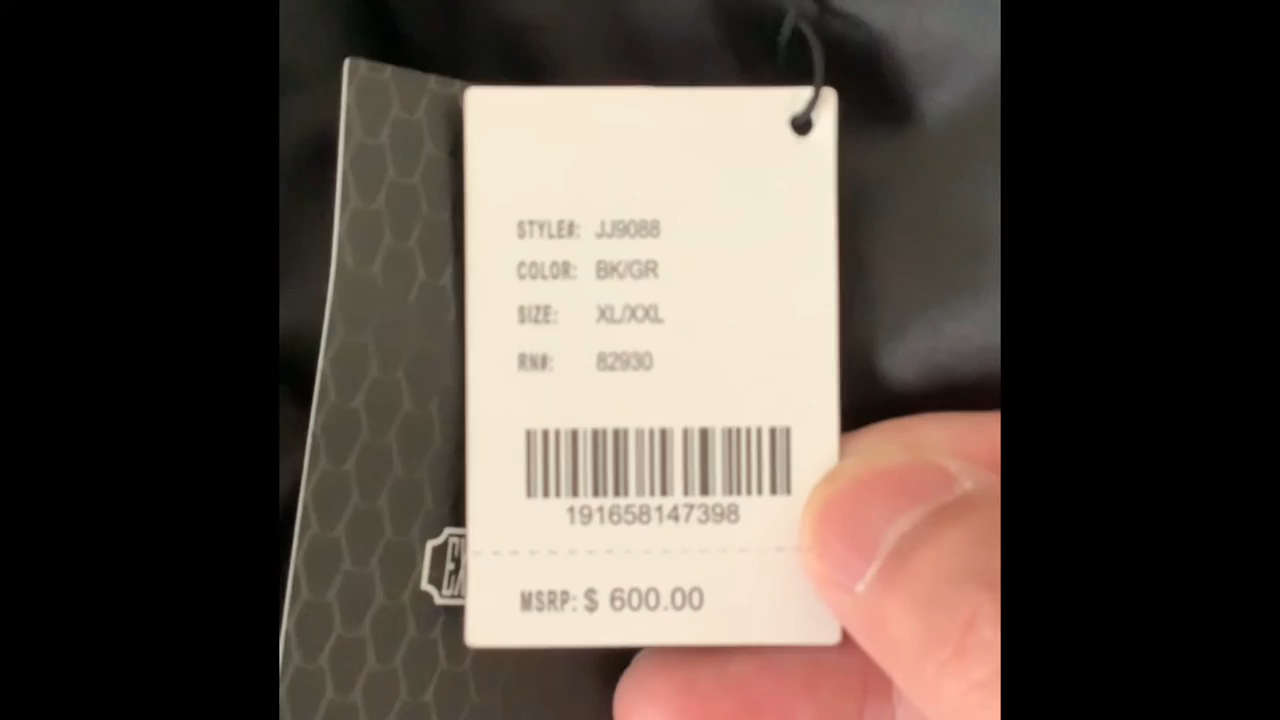 STYLE#: JJ9088
COLOR: BK/GR
SIZE: XL/XXL
RN#: 82930
191658147398
MSRP: $ 600.00